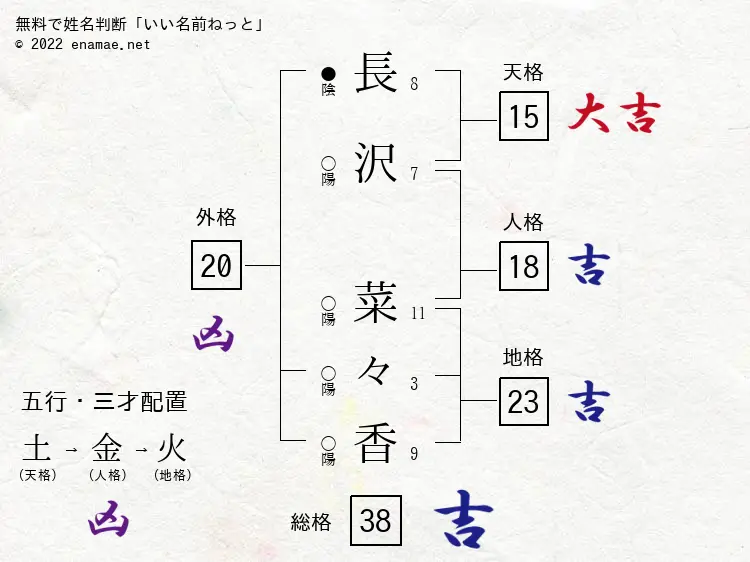 無料で姓名判断「いい名前ねっと」
© 2022 enamae.net
●陰 長 8
○陽 沢 7
○陽 菜 11
○陽 々 3
○陽 香 9
天格
15 大吉
人格
18 吉
地格
23 吉
外格
20
凶
五行・三才配置
土→金→火
(天格) (人格) (地格)
凶
総格 38 吉